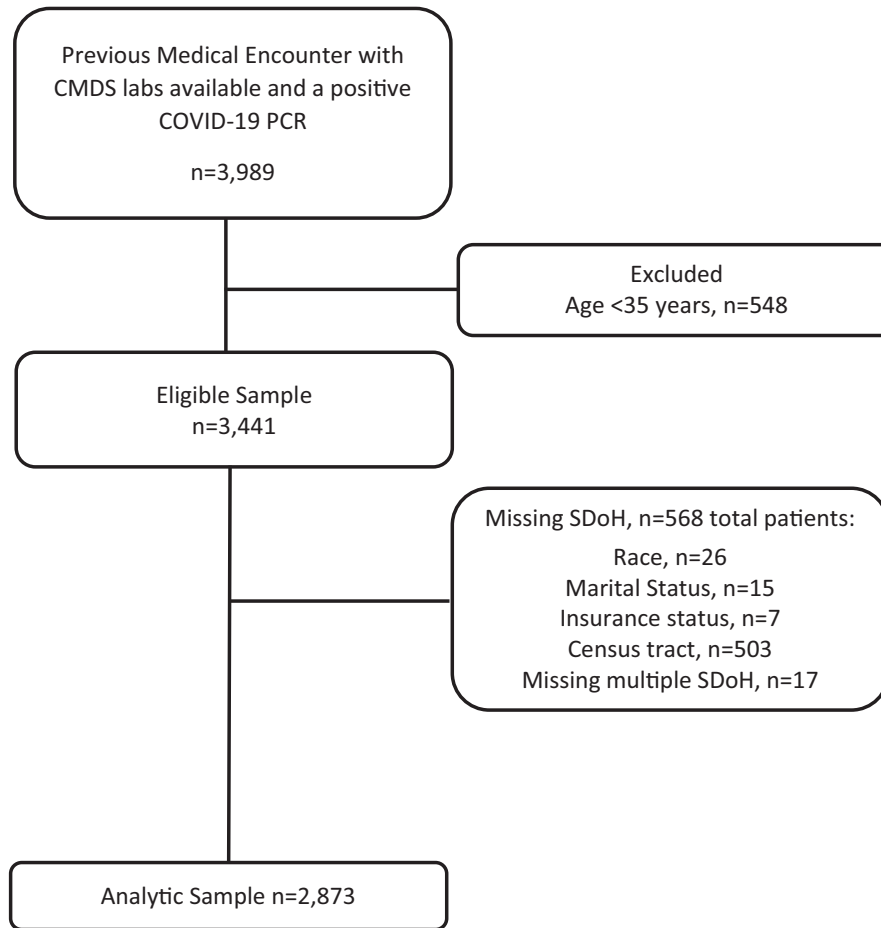 Previous Medical Encounter with
CMDS labs available and a positive
COVID-19 PCR
n=3,989
Excluded
Age <35 years, n=548
Eligible Sample
n=3,441
Missing SDoH, n=568 total patients:
Race, n=26
Marital Status, n=15
Insurance status, n=7
Census tract, n=503
Missing multiple SDoH, n=17
Analytic Sample n=2,873